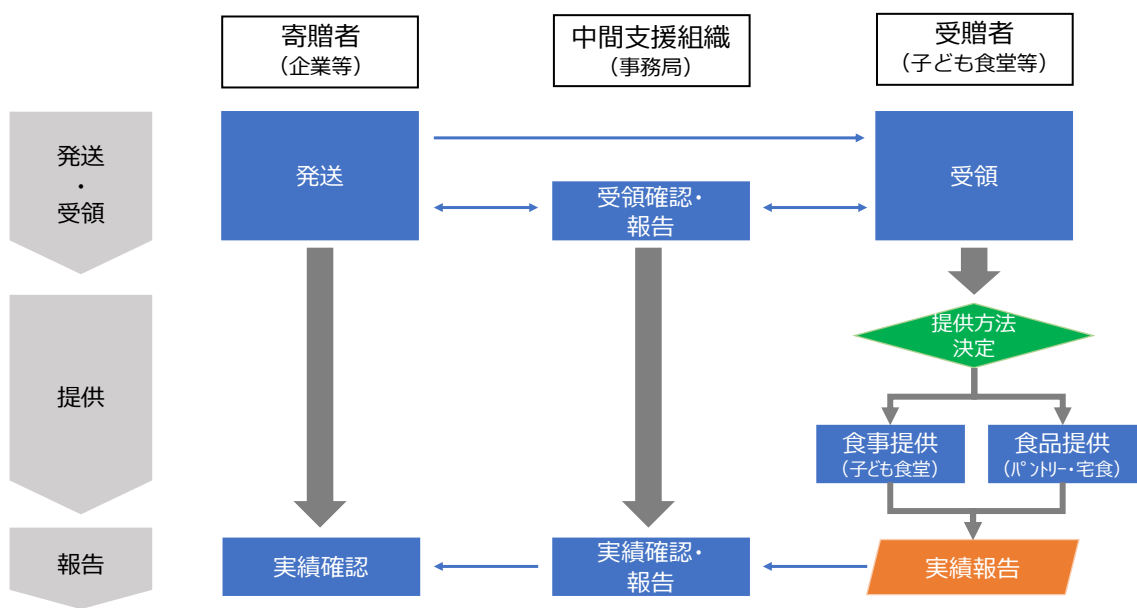 寄贈者
（企業等）
中間支援組織
（事務局）
受贈者
（子ども食堂等）
発送
・
受領
発送
受領確認・
報告
受領
提供
提供方法
決定
食事提供
（子ども食堂）
食品提供
（ﾊﾟﾝﾄﾘｰ・宅食）
報告
実績確認
実績確認・
報告
実績報告